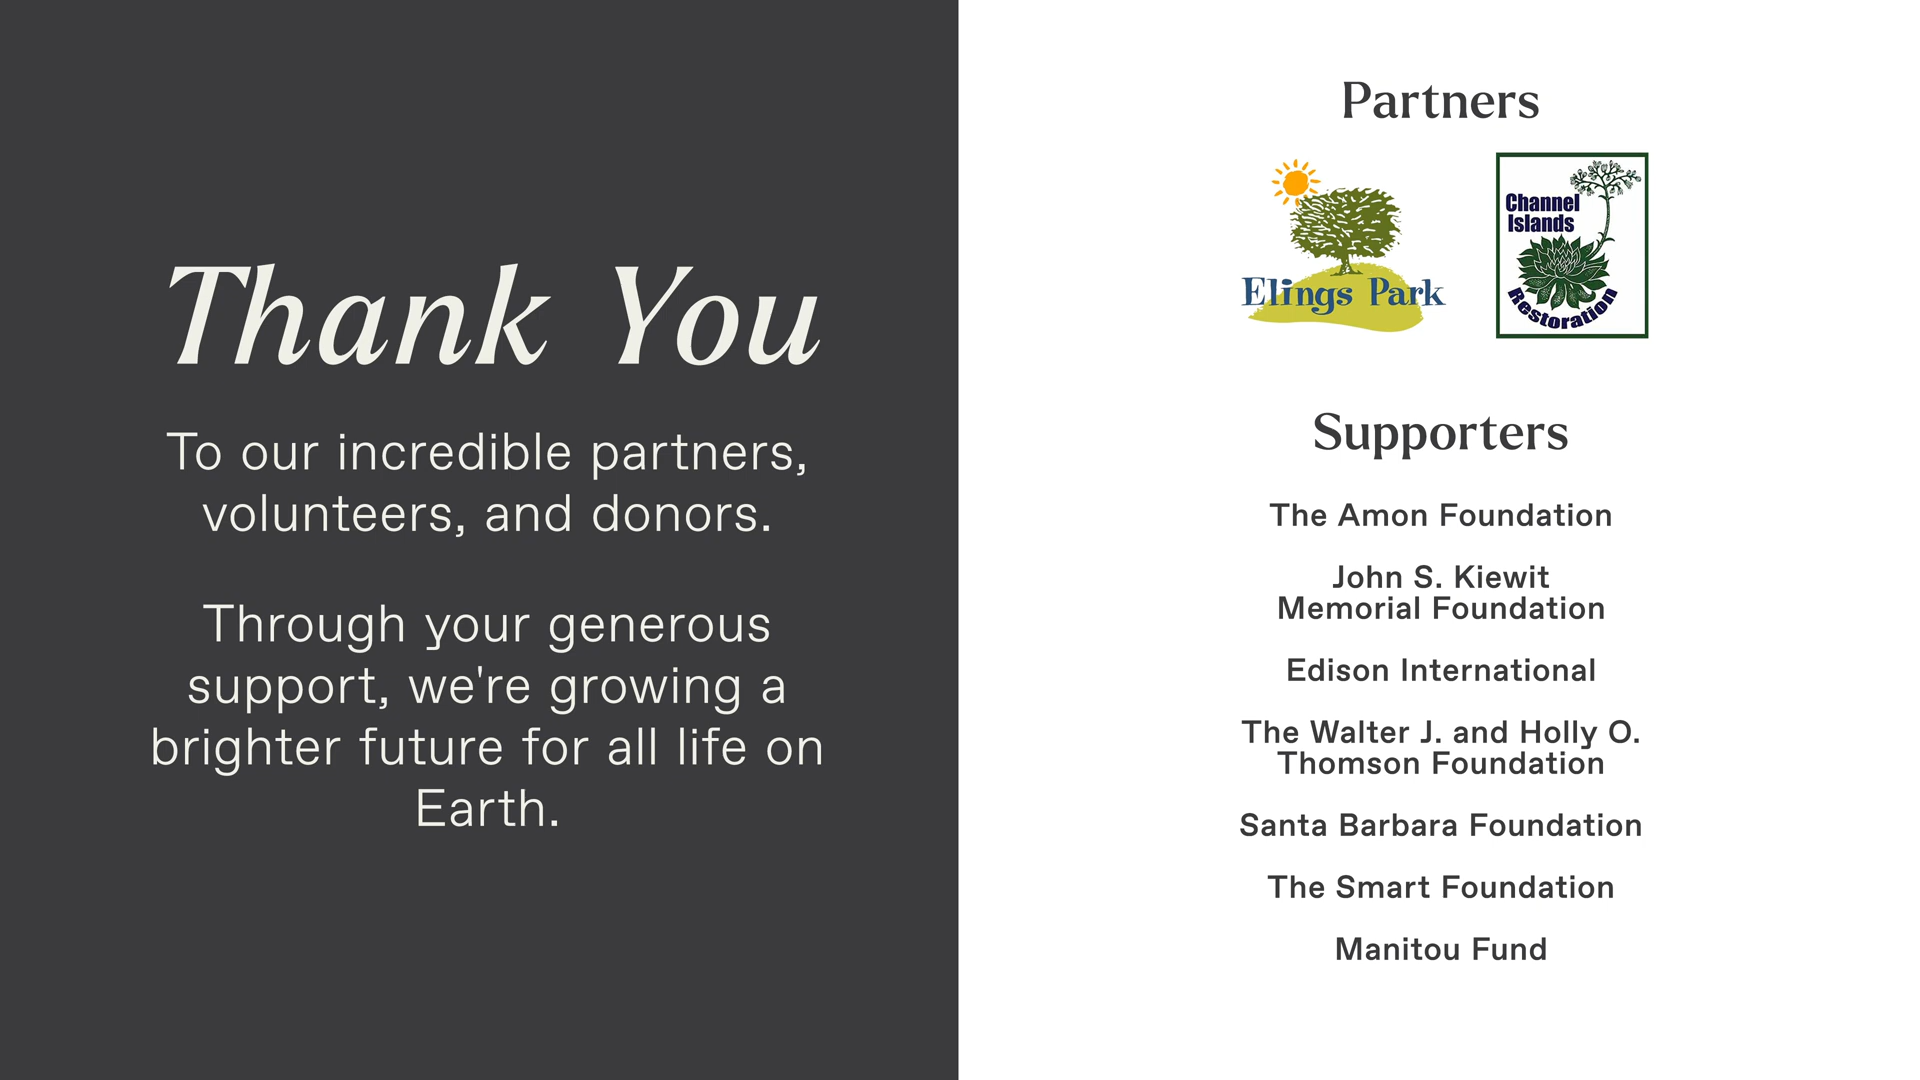 Thank You
To our incredible partners,
volunteers, and donors.
Through your generous
support, we're growing a
brighter future for all life on
Earth.
Partners
Elings Park
Channel
Islands
Restoration
Supporters
The Amon Foundation
John S. Kiewit
Memorial Foundation
Edison International
The Walter J. and Holly O.
Thomson Foundation
Santa Barbara Foundation
The Smart Foundation
Manitou Fund